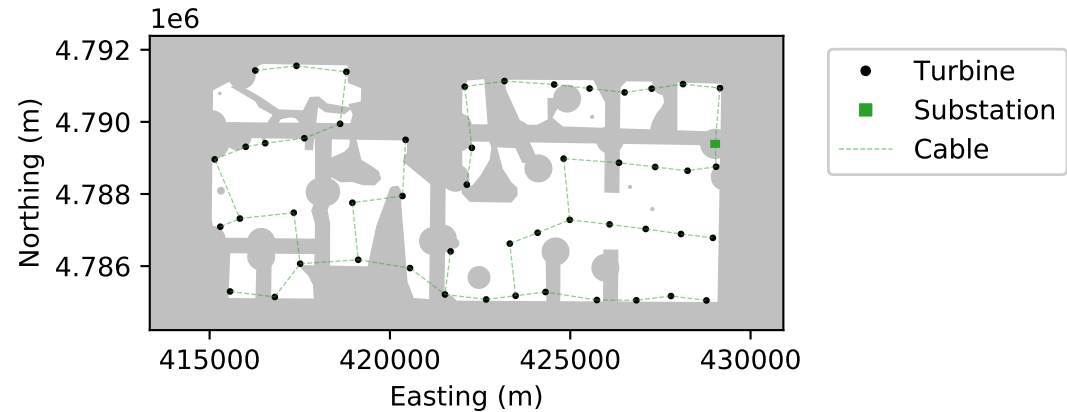 1e6
4.792
4.790
4.788
4.786
Northing (m)
415000
420000
425000
430000
Easting (m)
Turbine
Substation
Cable